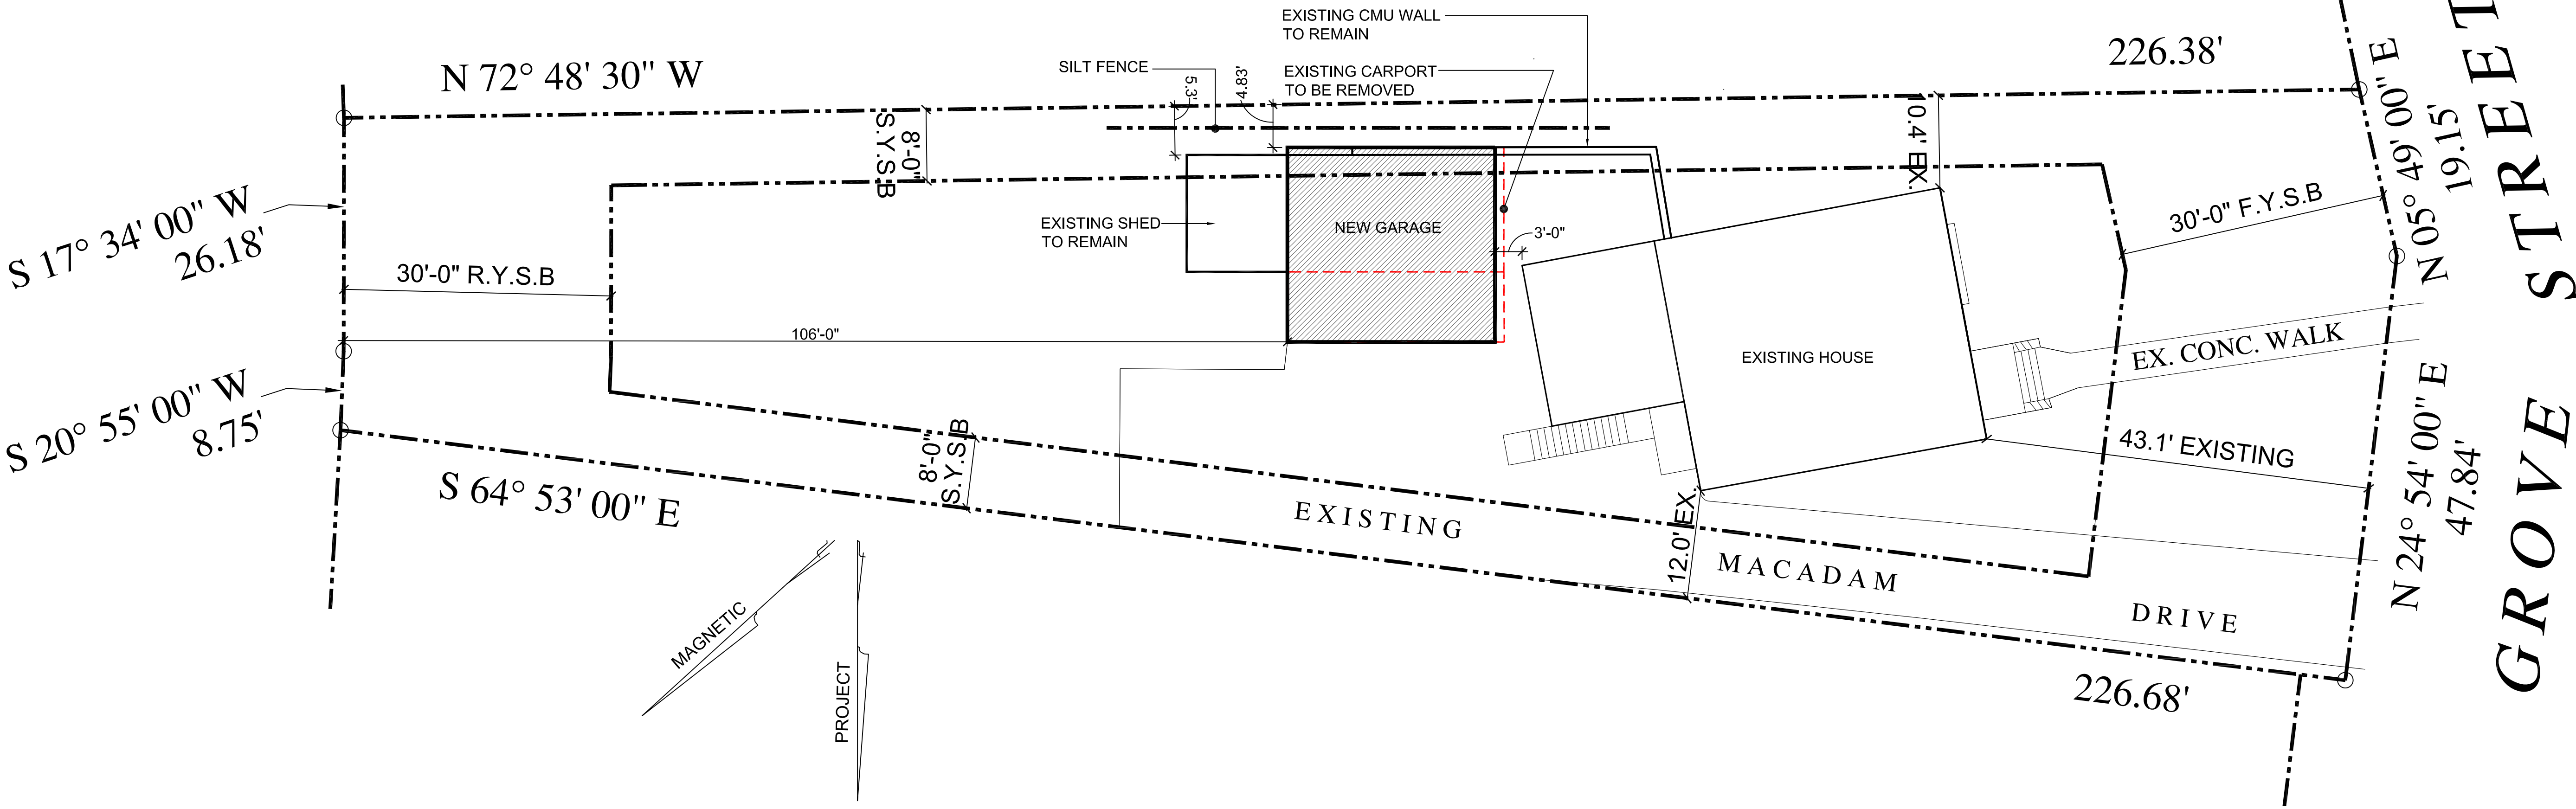 EXISTING CMU WALL
TO REMAIN
N 72° 48' 30" W
226.38'
SILT FENCE
5.3'
4.83'
EXISTING CARPORT
TO BE REMOVED
8'-0"
S.Y.S.B
10.4' EX.
N 05° 49' 00" E
19.15'
S 17° 34' 00" W
26.18'
EXISTING SHED
TO REMAIN
NEW GARAGE
3'-0"
30'-0" F.Y.S.B
30'-0" R.Y.S.B
106'-0"
EXISTING HOUSE
EX. CONC. WALK
S 20° 55' 00" W
8.75'
8'-0"
S.Y.S.B
43.1' EXISTING
N 24° 54' 00" E
47.84'
GROVE STREET
S 64° 53' 00" E
EXISTING MACADAM DRIVE
12.0' EX.
MAGNETIC
PROJECT
226.68'